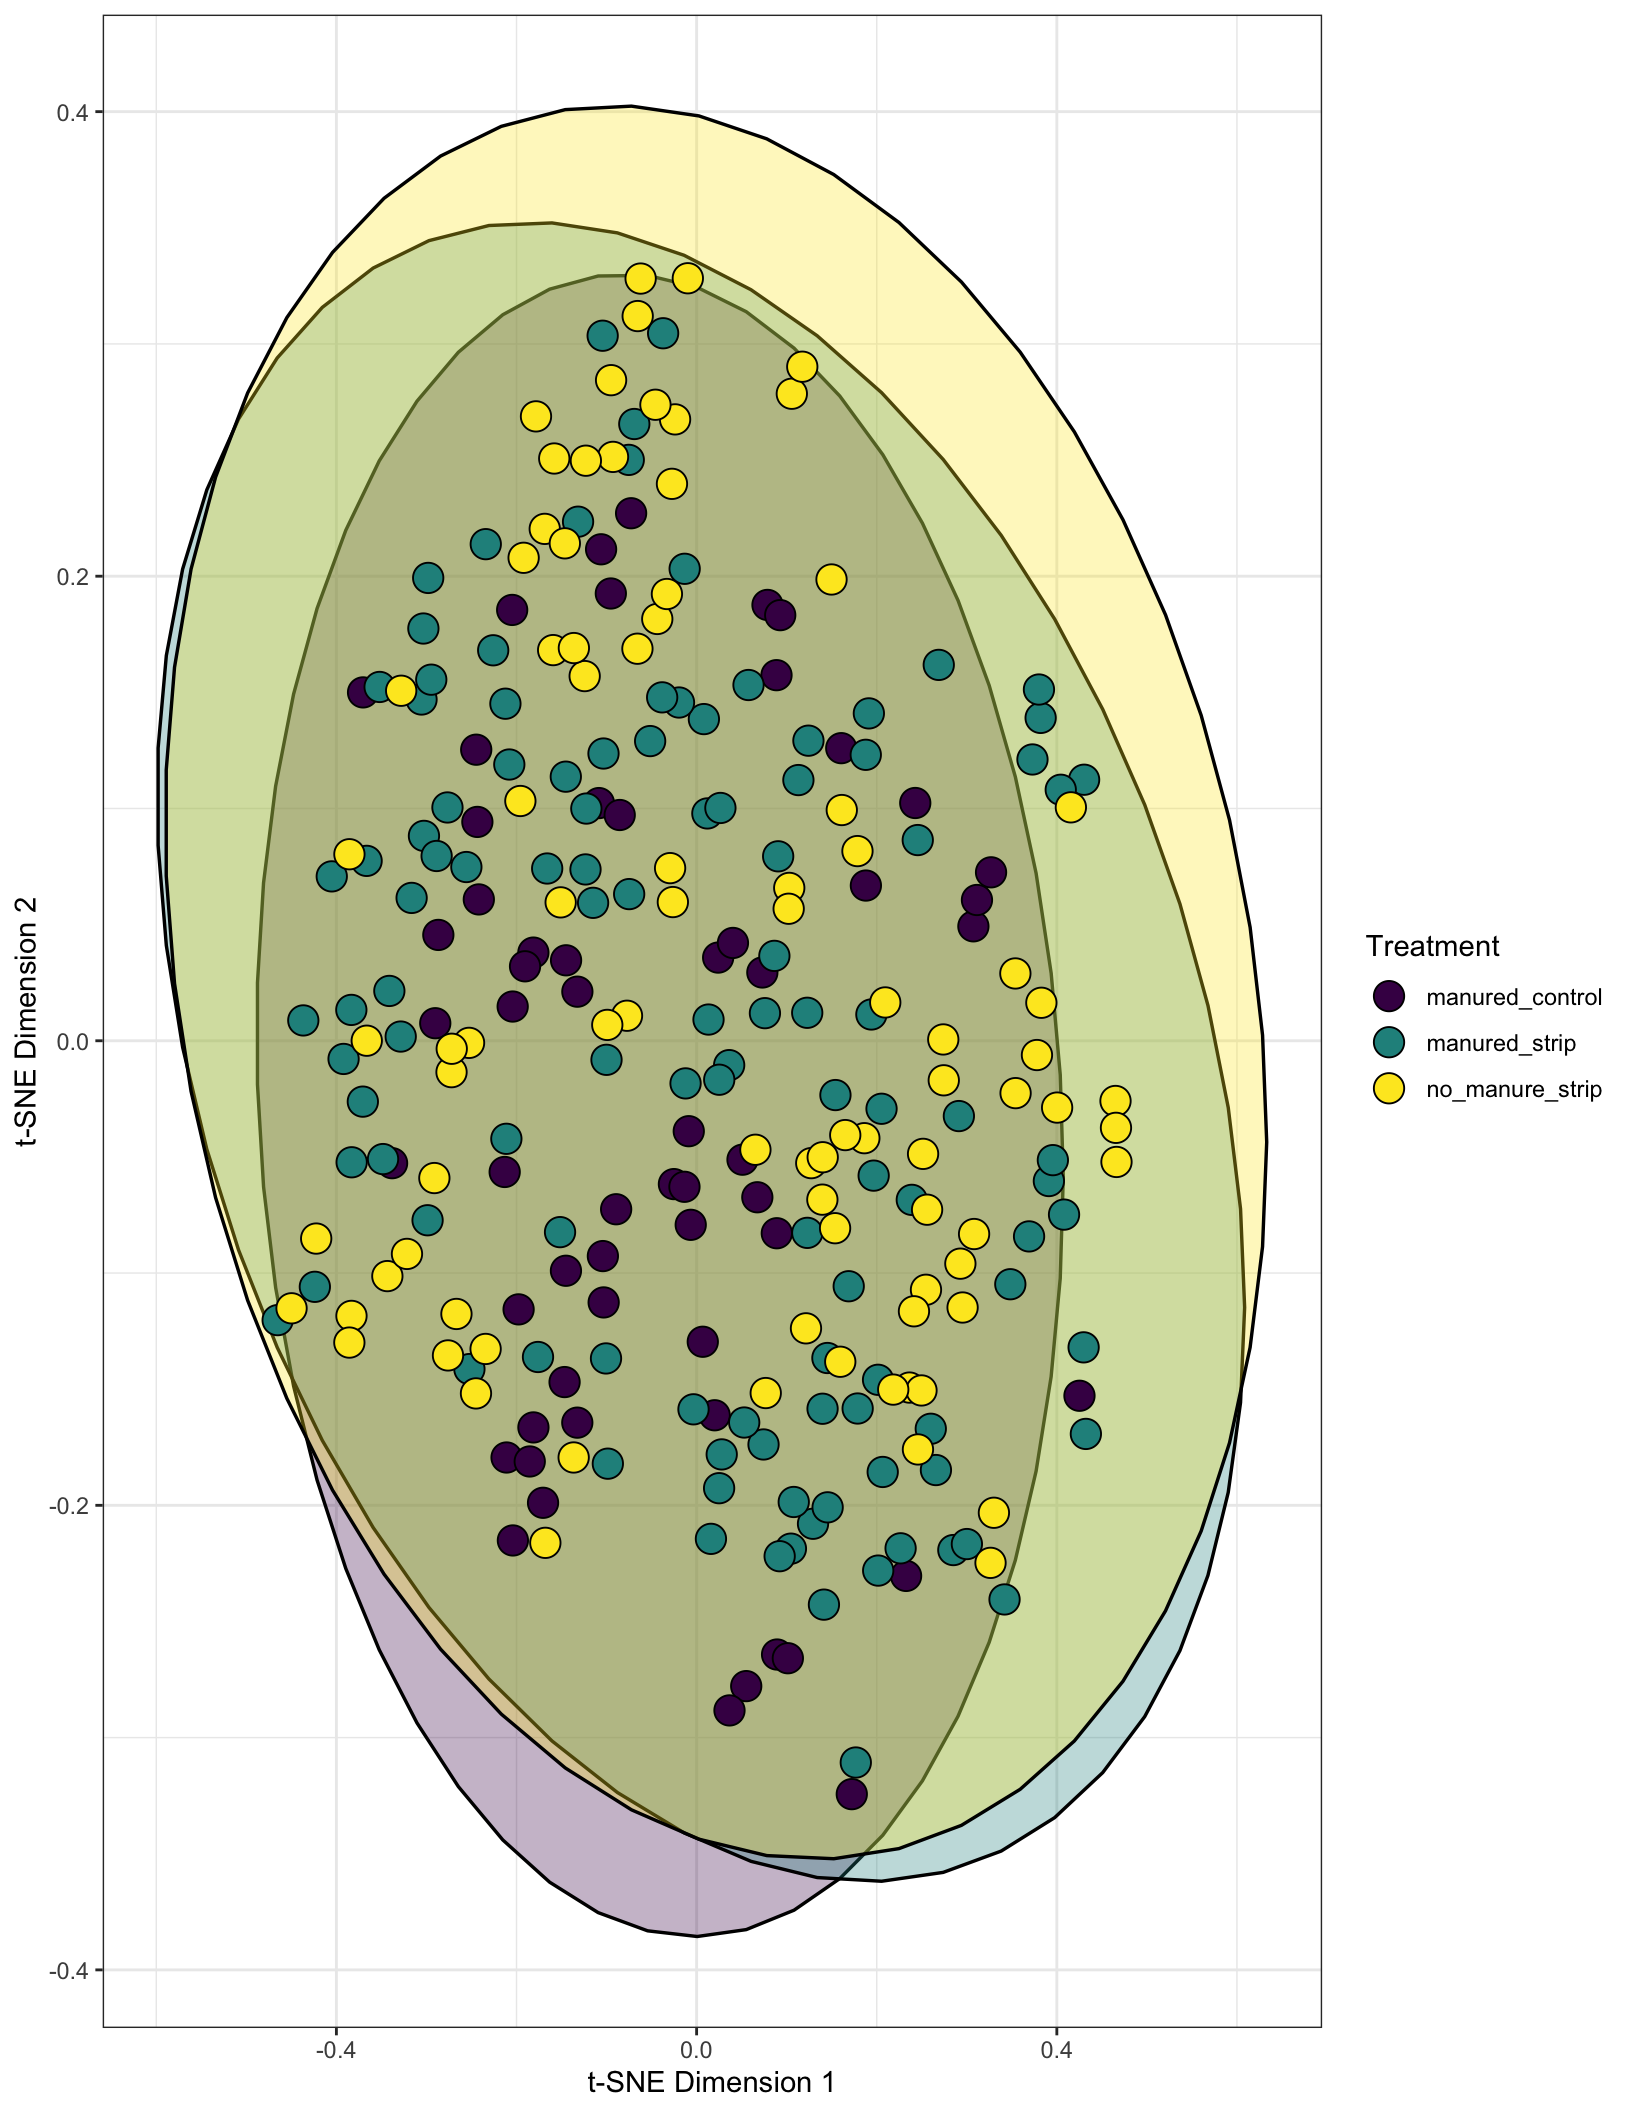 0.4
0.2
0.0
-0.2
-0.4
t-SNE Dimension 2
-0.4
0.0
0.4
t-SNE Dimension 1
Treatment
manured_control
manured_strip
no_manure_strip